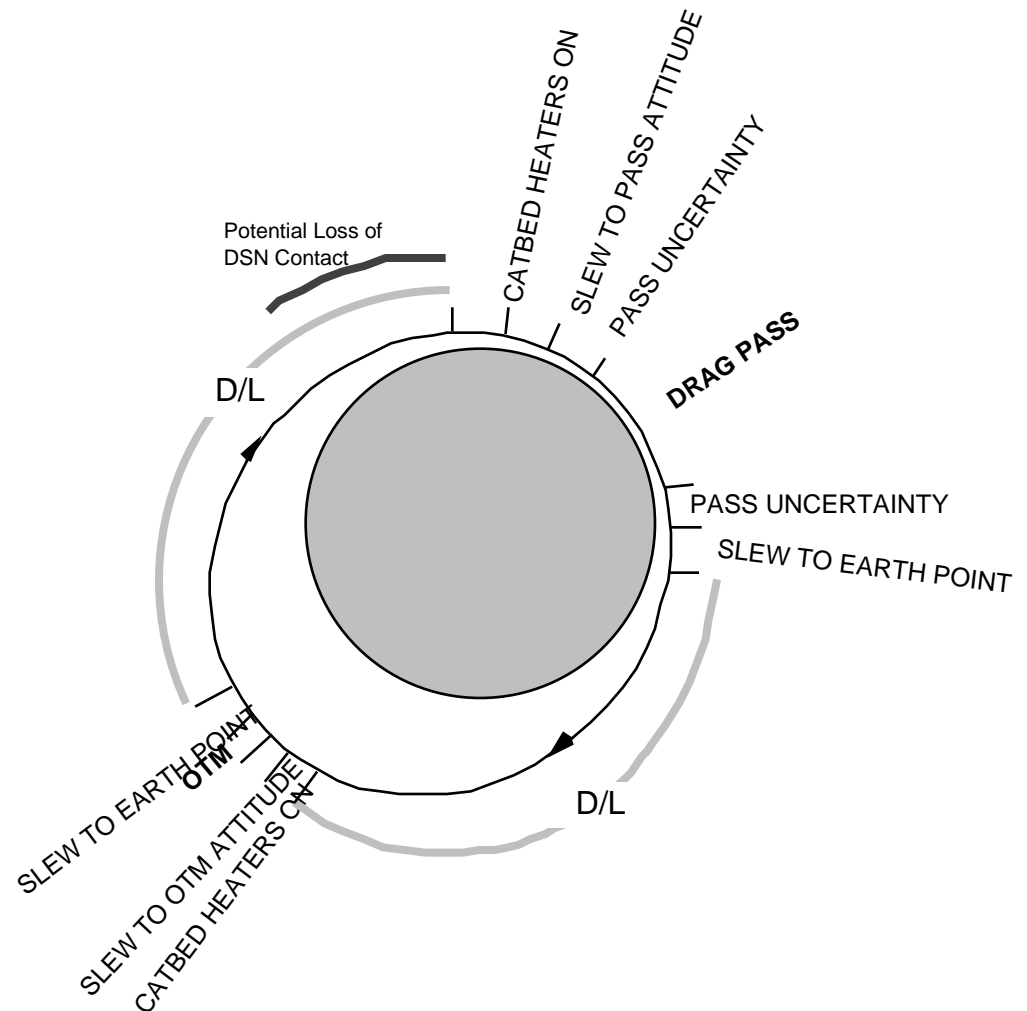 CATBED HEATERS ON
SLEW TO PASS ATTITUDE
PASS UNCERTAINTY
DRAG PASS
Potential Loss of
DSN Contact
D/L
PASS UNCERTAINTY
SLEW TO EARTH POINT
D/L
SLEW TO EARTH POINT
OTM
SLEW TO OTM ATTITUDE
CATBED HEATERS ON